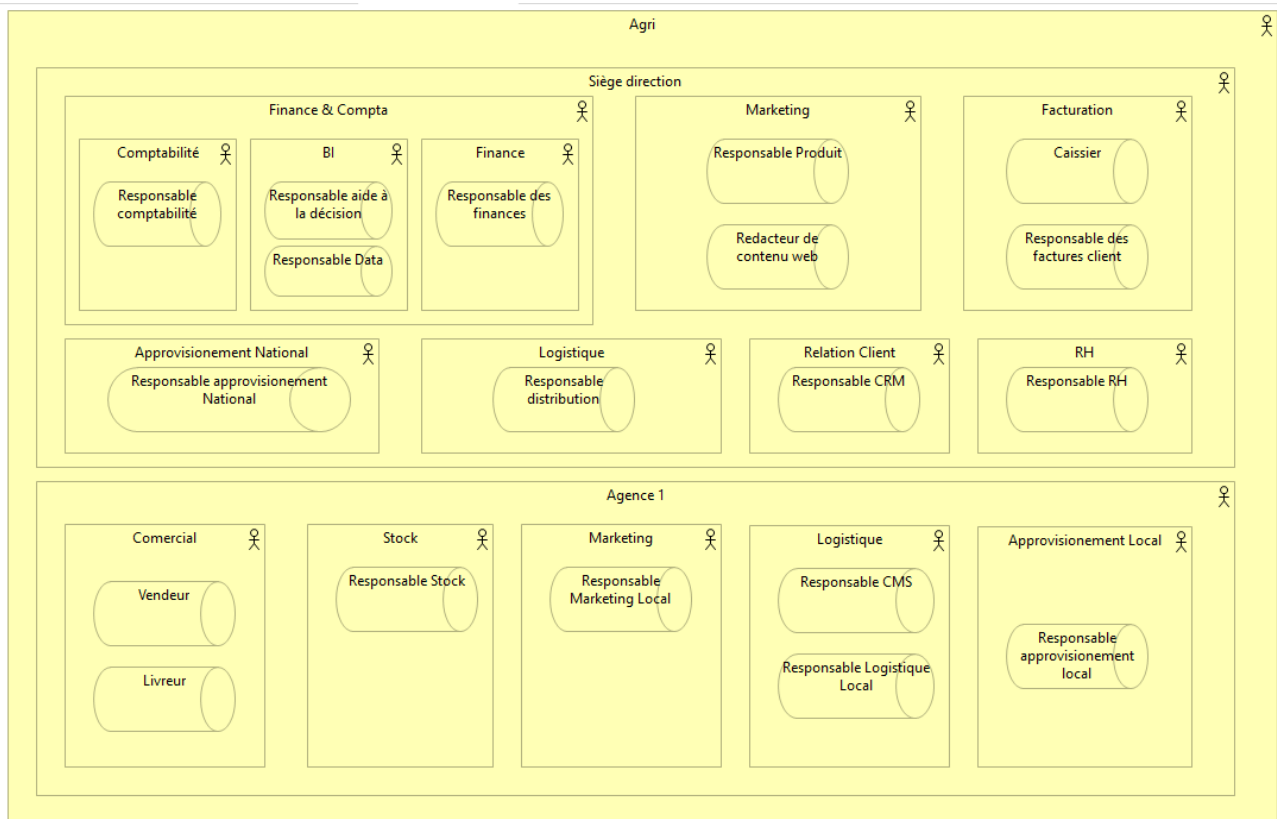 Agri
Siège direction
Finance & Compta
Comptabilité
Responsable
comptabilité
BI
Responsable aide à
la décision
Responsable Data
Finance
Responsable des
finances
Marketing
Responsable Produit
Redacteur de
contenu web
Facturation
Caissier
Responsable des
factures client
Approvisionement National
Responsable approvisionement
National
Logistique
Responsable
distribution
Relation Client
Responsable CRM
RH
Responsable RH
Agence 1
Comercial
Vendeur
Livreur
Stock
Responsable Stock
Marketing
Responsable
Marketing Local
Logistique
Responsable CMS
Responsable Logistique
Local
Approvisionement Local
Responsable
approvisionement
local